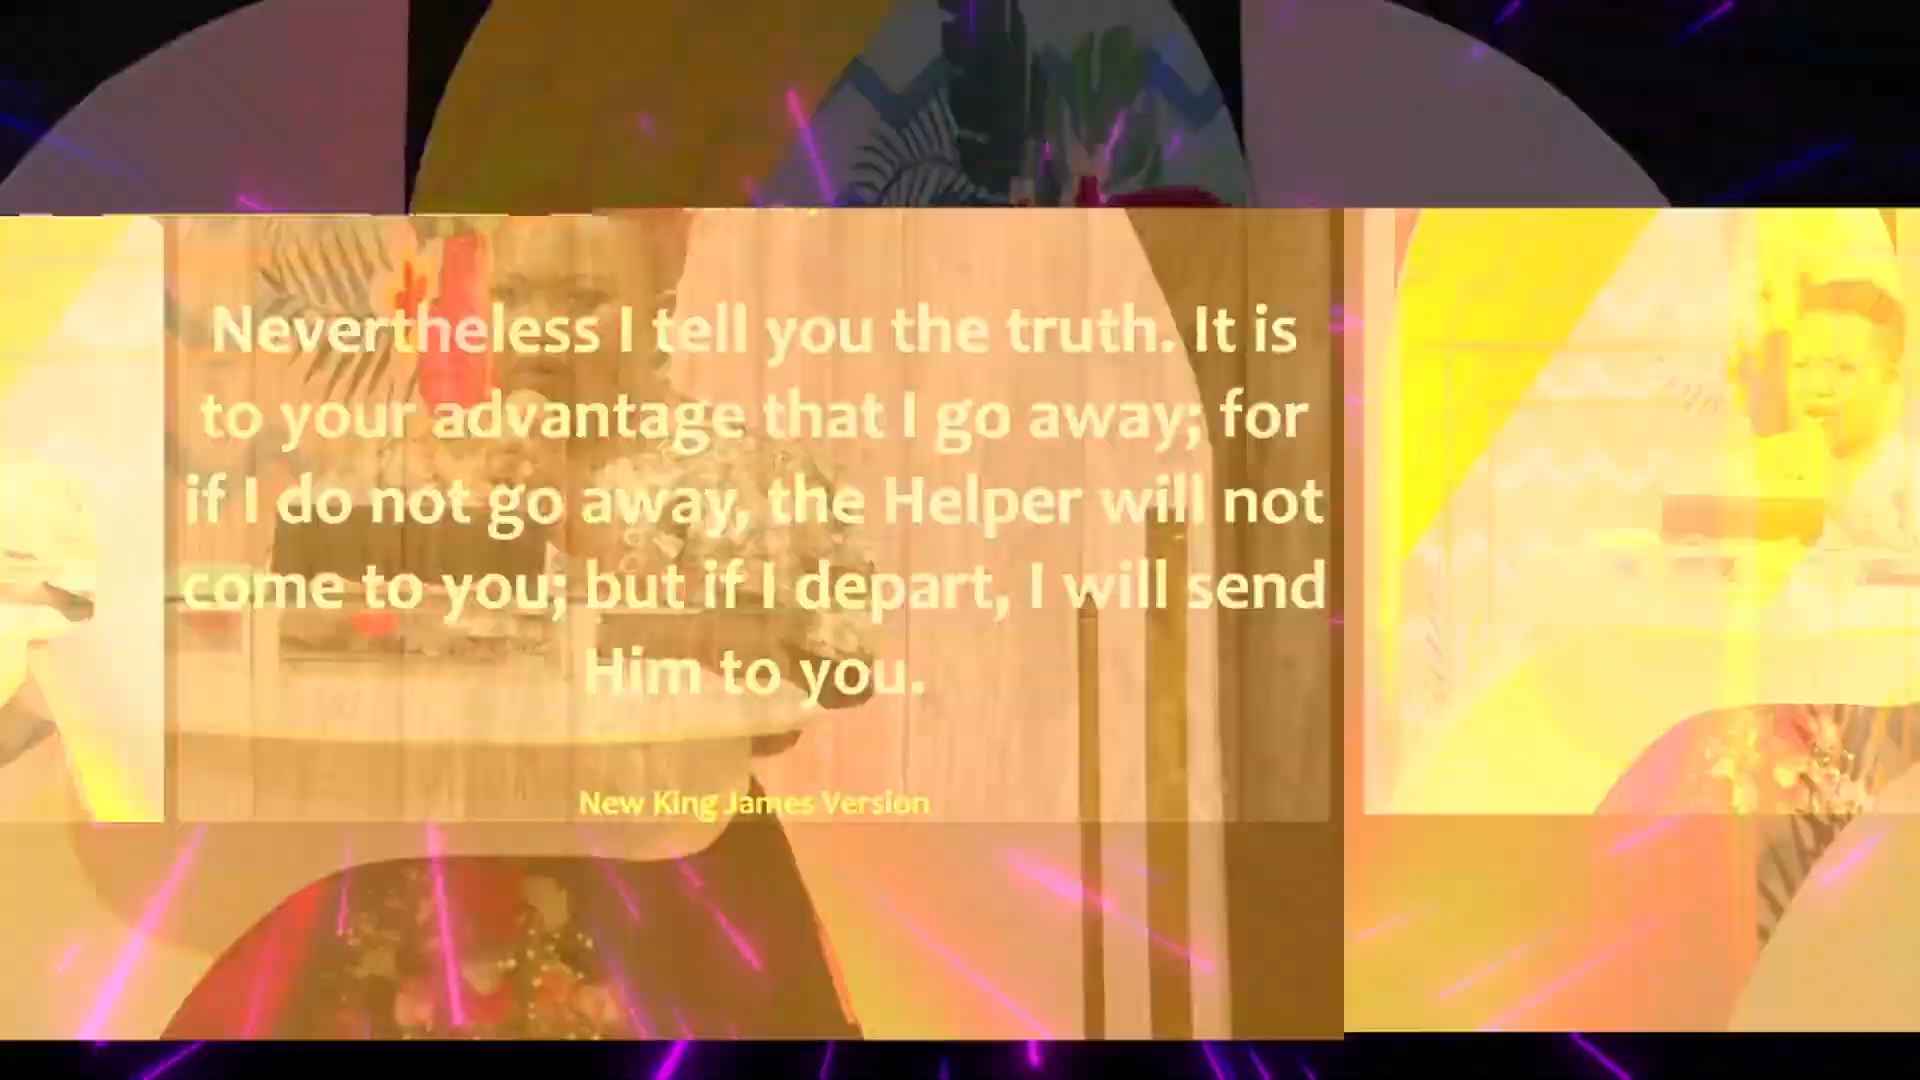 Nevertheless I tell you the truth. It is
to your advantage that I go away; for
if I do not go away, the Helper will not
come to you; but if I depart, I will send
Him to you.
New King James Version